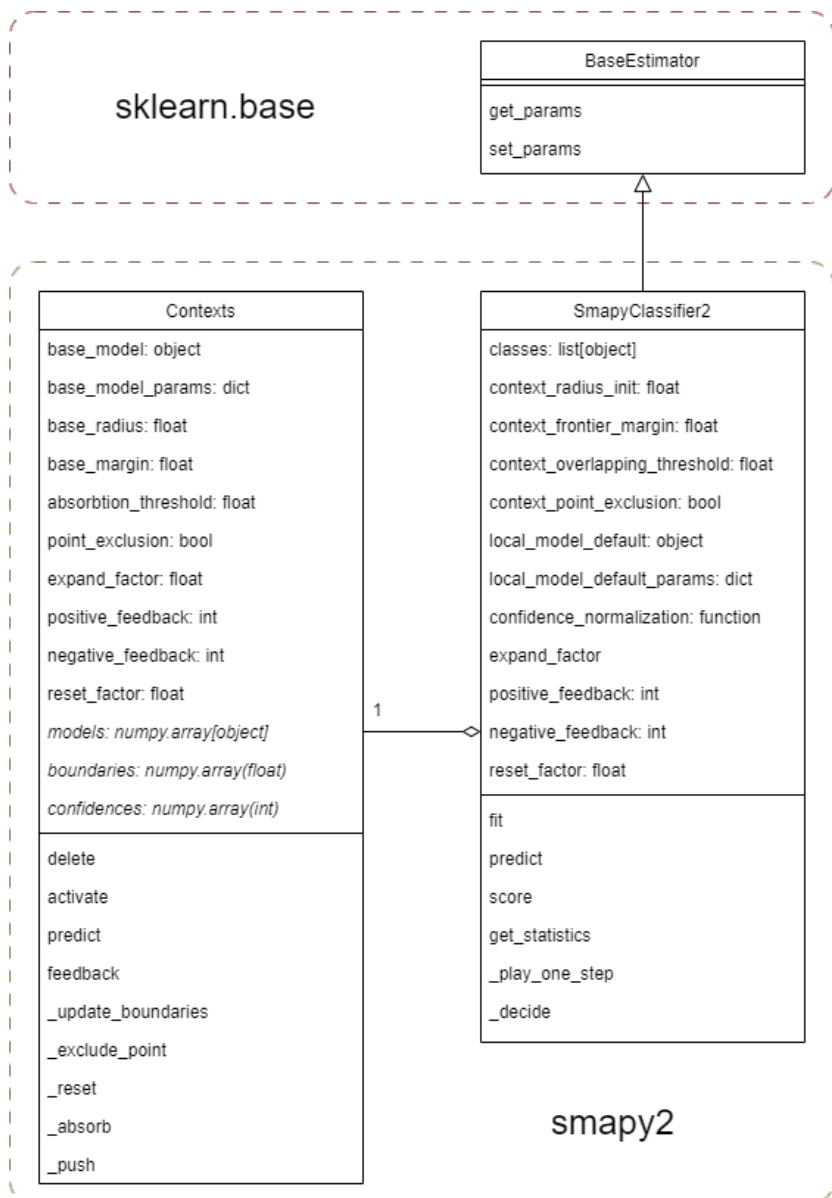 sklearn.base
BaseEstimator
get_params
set_params
Contexts
base_model: object
base_model_params: dict
base_radius: float
base_margin: float
absorbtion_threshold: float
point_exclusion: bool
expand_factor: float
positive_feedback: int
negative_feedback: int
reset_factor: float
models: numpy.array[object]
boundaries: numpy.array(float)
confidences: numpy.array(int)
delete
activate
predict
feedback
_update_boundaries
_exclude_point
_reset
_absorb
_push
1
SmapyClassifier2
classes: list[object]
context_radius_init: float
context_frontier_margin: float
context_overlapping_threshold: float
context_point_exclusion: bool
local_model_default: object
local_model_default_params: dict
confidence_normalization: function
expand_factor
positive_feedback: int
negative_feedback: int
reset_factor: float
fit
predict
score
get_statistics
_play_one_step
_decide
smapy2